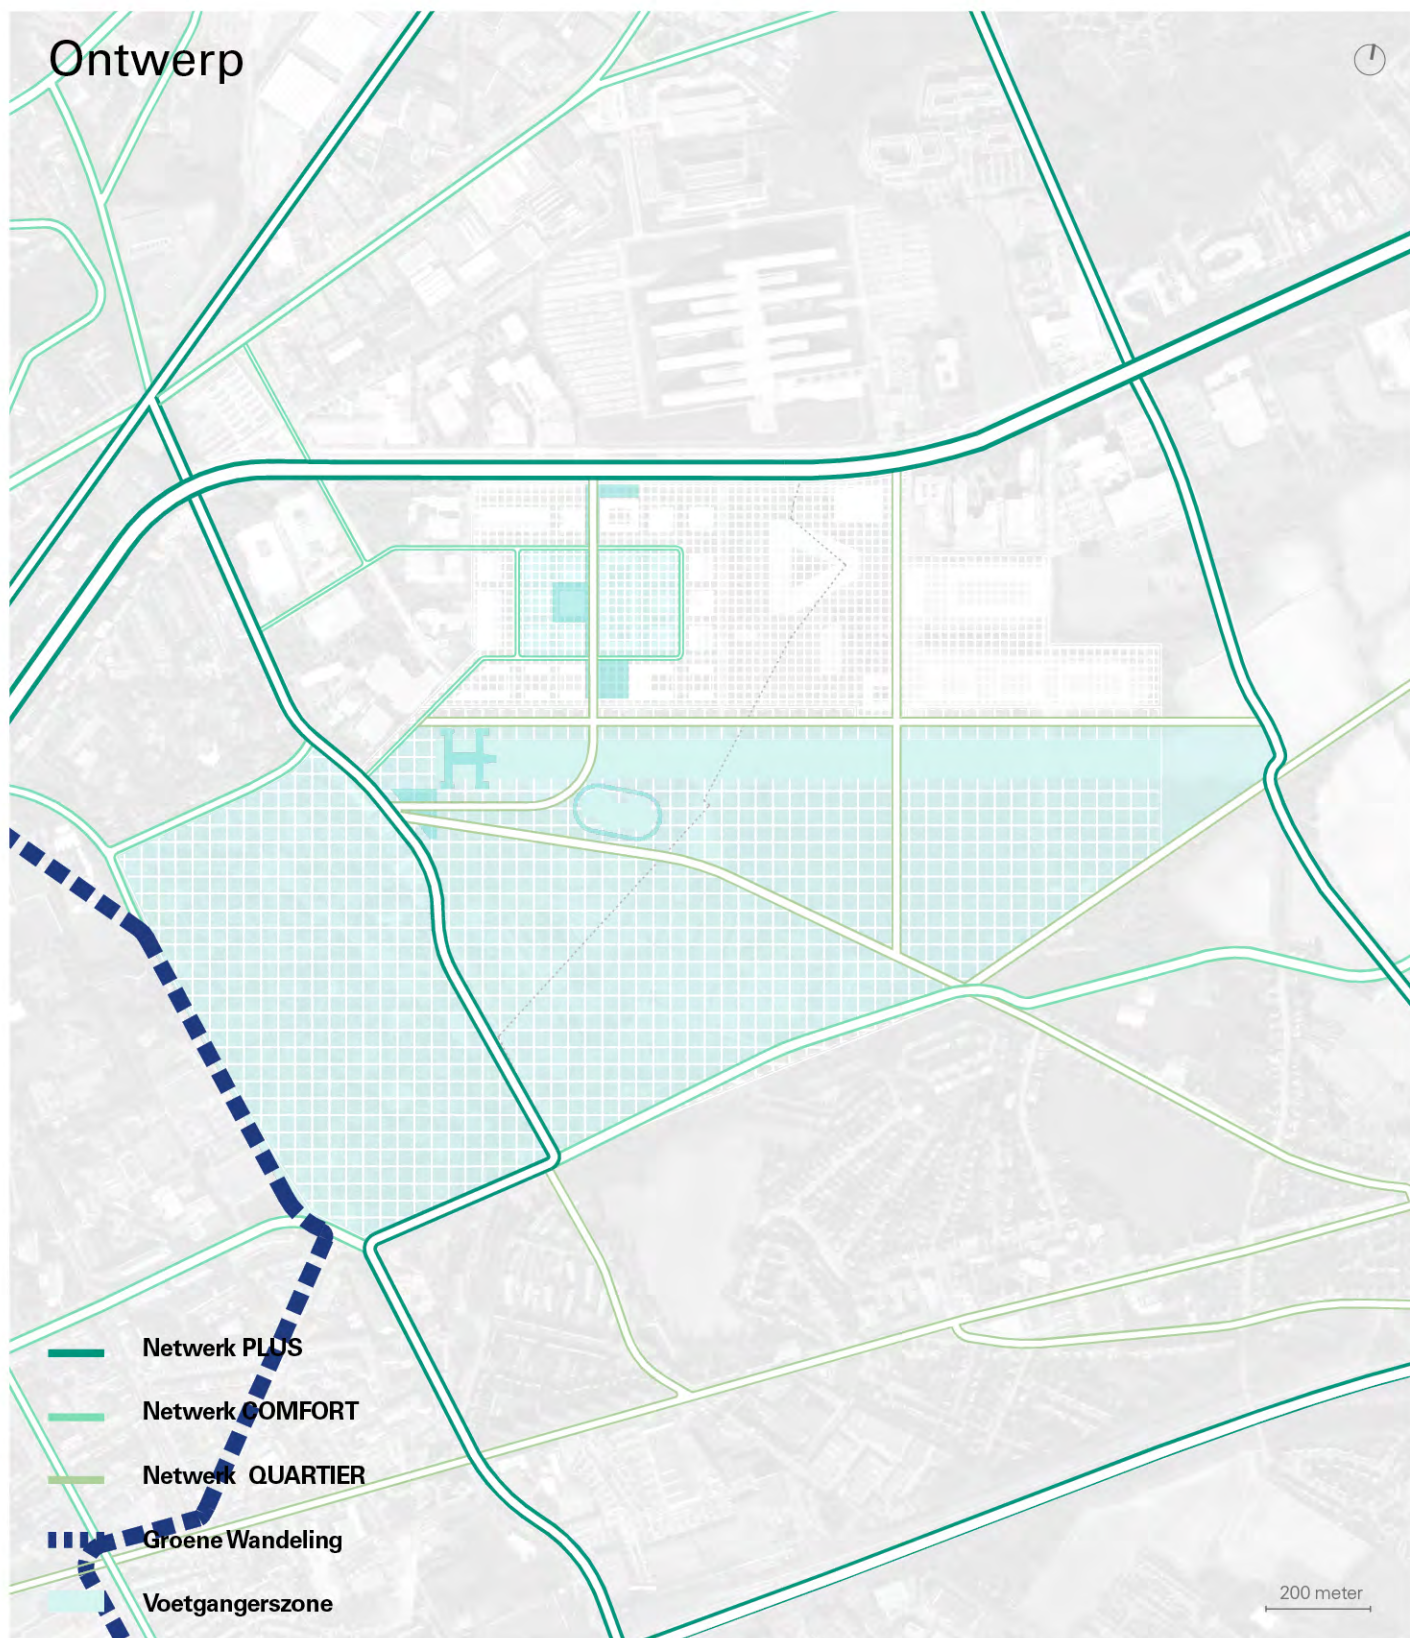 Ontwerp
Netwerk PLUS
Netwerk COMFORT
Netwerk QUARTIER
Groene Wandeling
Voetgangerszone
200 meter